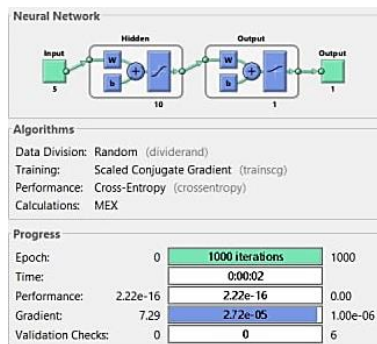 Neural Network
Hidden Output
Input Output
W W
+ +
b b
5 10 1 1
Algorithms
Data Division: Random (dividerand)
Training: Scaled Conjugate Gradient (trainscg)
Performance: Cross-Entropy (crossentropy)
Calculations: MEX
Progress
Epoch: 0 1000 iterations 1000
Time: 0:00:02
Performance: 2.22e-16 2.22e-16 0.00
Gradient: 7.29 2.72e-05 1.00e-06
Validation Checks: 0 0 6